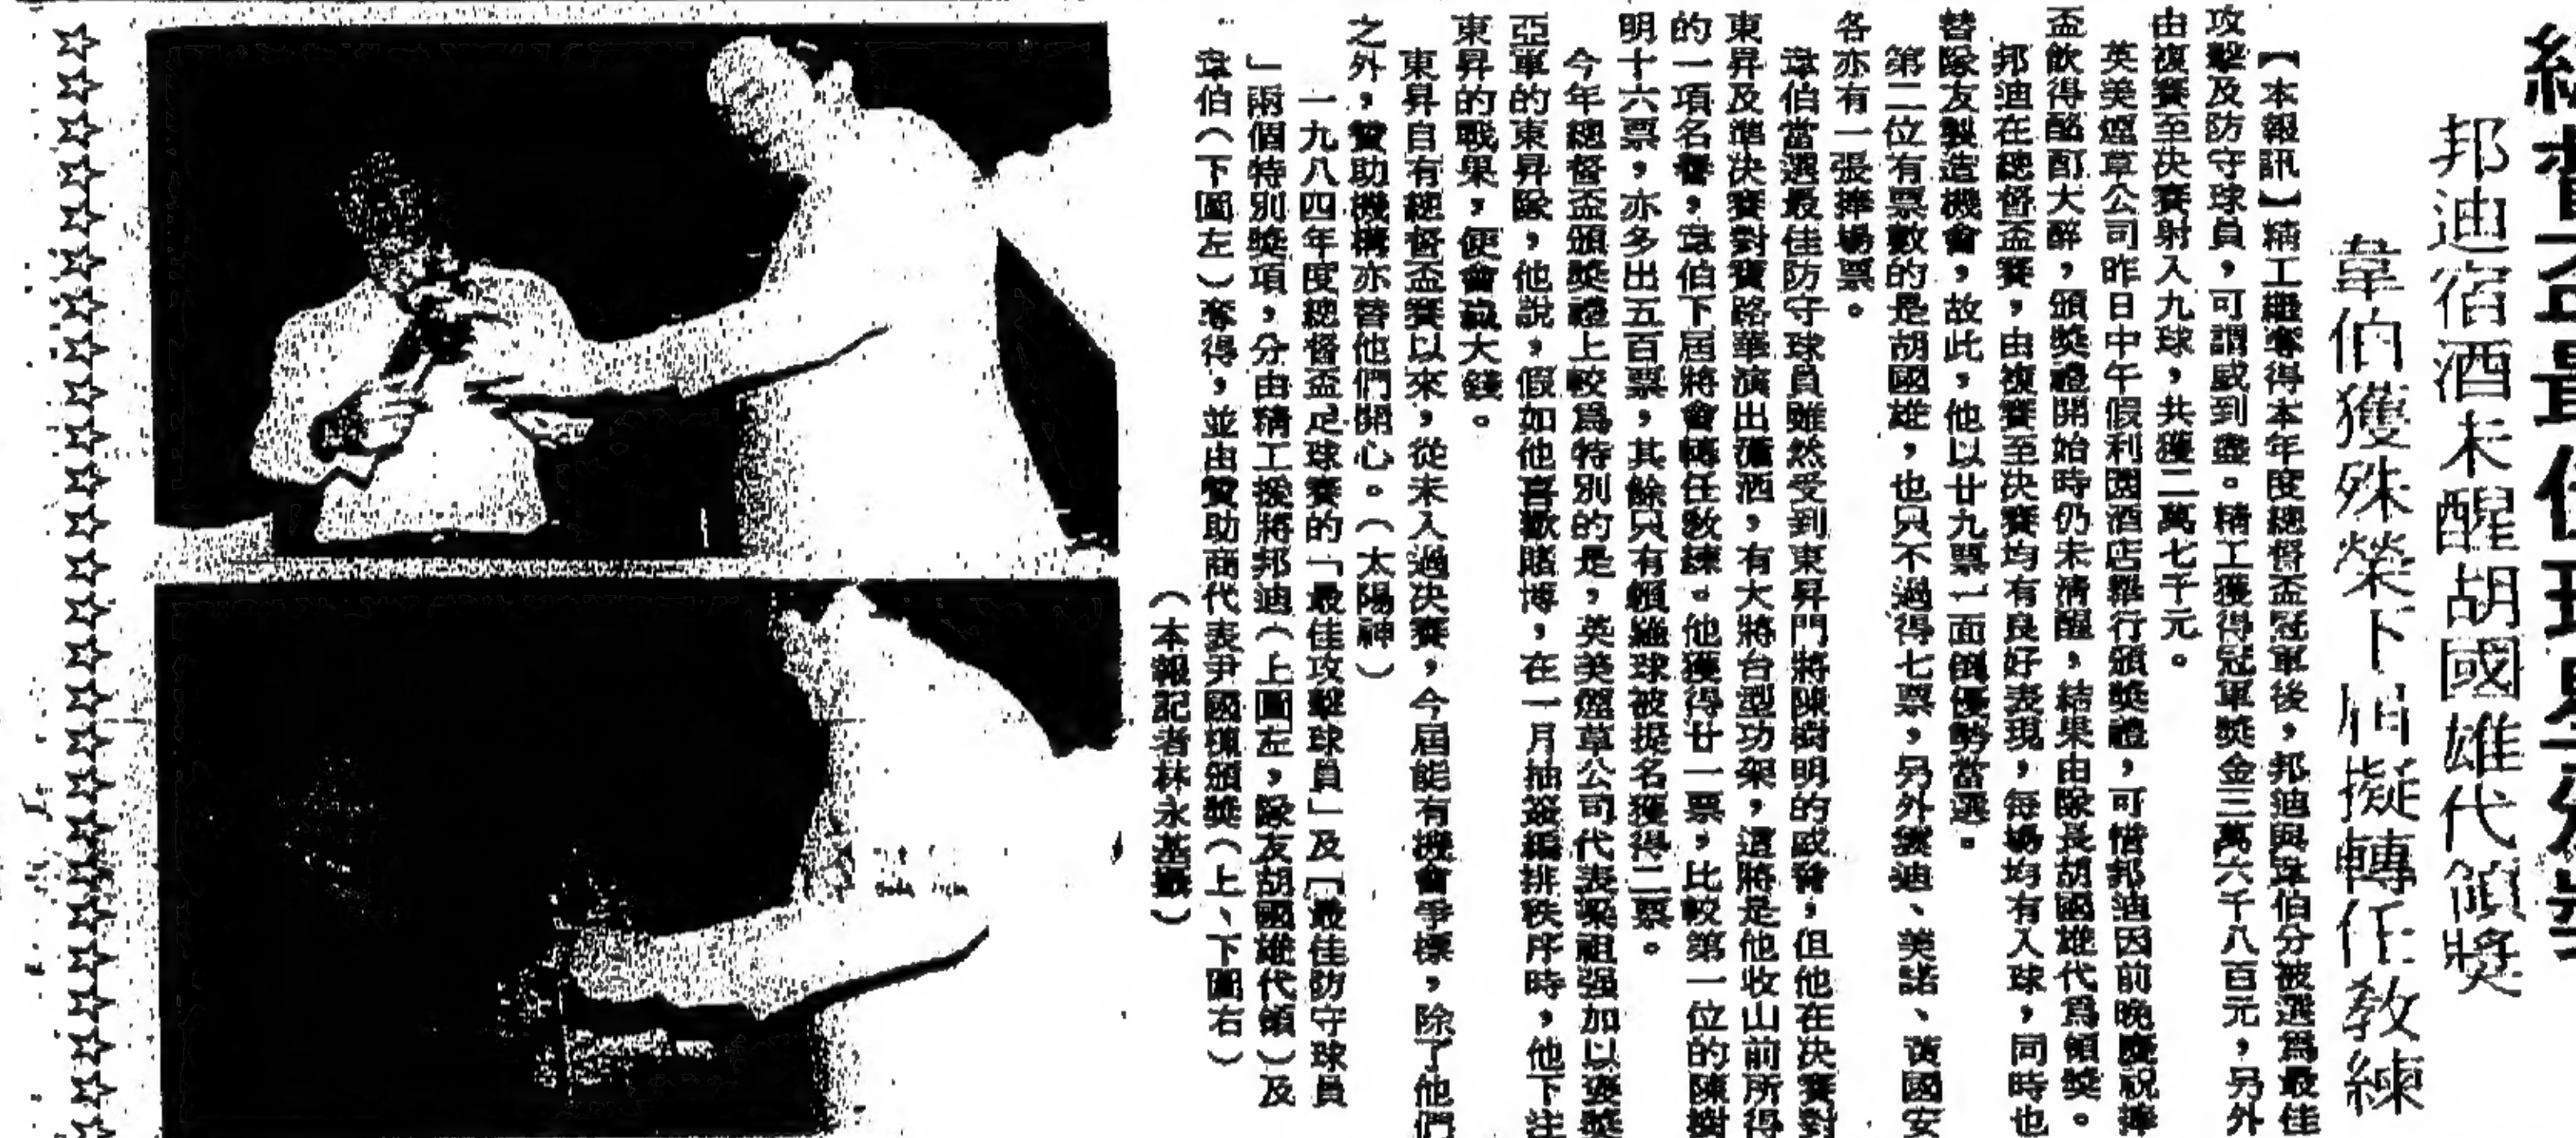 邦迪宿酒未醒胡國雄代領獎
韋伯獲殊榮下屆擬轉任教練
【本報訊】精工繼奪得本年度總督盃冠軍後，邦迪與韋伯分被選爲最佳
攻擊及防守球員，可謂威到盡。精工獲得冠軍獎金三萬六千八百元，另外
由復賽至決賽射入九球，共獲二萬七千元。
英美煙草公司昨日中午假利園酒店舉行頒獎禮，可惜邦迪因前晚慶祝捧
盃飲得酩酊大醉，頒獎禮開始時仍未清醒，結果由隊長胡國雄代爲領獎。
邦迪在總督盃賽，由復賽至決賽均有良好表現，每場均有入球，同時也
替隊友製造機會，故此，他以廿九票一面倒優勢當選。
第二位有票數的是胡國雄，也只不過得七票，另外狄迪、美諾、黃國安
各亦有一張捧場票。
韋伯當選最佳防守球員雖然受到東昇門將陳樹明的威脅，但他在決賽對
東昇及準決賽對寶路華演出瀟洒，有大將台型功架，這將是他收山前所得
的一項名譽，韋伯下屆將會轉任教練。他獲得廿一票，比較第一位的陳樹
明十六票，亦多出五百票，其餘只有賴施球被提名獲得二票。
今年總督盃頒獎禮上較爲特別的是，英美煙草公司代表梁祖强加以褒獎
亞軍的東昇隊，他說，假如他喜歡賭博，在一月抽簽編排秩序時，他下注
東昇的戰果，便會贏大錢。
東昇自有總督盃賽以來，從未入過決賽，今屆能有機會爭標，除了他們
之外，贊助機構亦替他們開心。（太陽神）
一九八四年度總督盃足球賽的「最佳攻擊球員」及「最佳防守球員
」兩個特別獎項，分由精工援將邦迪（上圖左，隊友胡國雄代領）及
韋伯（下圖左）奪得，並由贊助商代表尹國楨頒獎（上、下圖右）
（本報記者林永基攝）